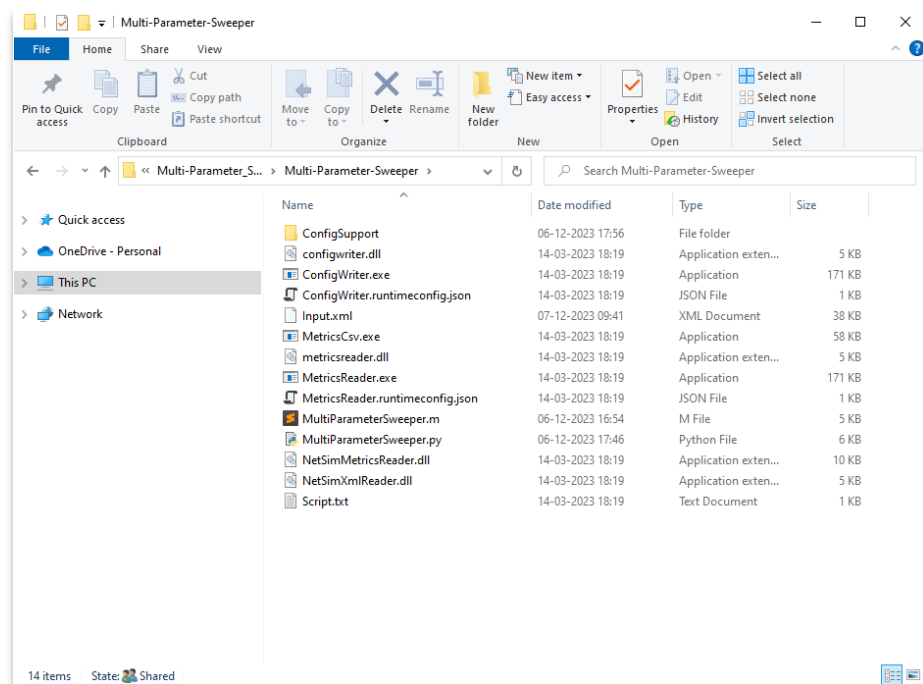 Multi-Parameter-Sweeper
File Home Share View
Pin to Quick access
Copy
Paste
Cut
Copy path
Paste shortcut
Move to
Copy to
Delete
Rename
New folder
New item
Easy access
Properties
Open
Edit
History
Select all
Select none
Invert selection
Clipboard Organize New Open Select
« Multi-Parameter_S... > Multi-Parameter-Sweeper >
Search Multi-Parameter-Sweeper
Quick access
OneDrive - Personal
This PC
Network
Name Date modified Type Size
ConfigSupport 06-12-2023 17:56 File folder
configwriter.dll 14-03-2023 18:19 Application exten... 5 KB
ConfigWriter.exe 14-03-2023 18:19 Application 171 KB
ConfigWriter.runtimeconfig.json 14-03-2023 18:19 JSON File 1 KB
Input.xml 07-12-2023 09:41 XML Document 38 KB
MetricsCsv.exe 14-03-2023 18:19 Application 58 KB
metricsreader.dll 14-03-2023 18:19 Application exten... 5 KB
MetricsReader.exe 14-03-2023 18:19 Application 171 KB
MetricsReader.runtimeconfig.json 14-03-2023 18:19 JSON File 1 KB
MultiParameterSweeper.m 06-12-2023 16:54 M File 5 KB
MultiParameterSweeper.py 06-12-2023 17:46 Python File 6 KB
NetSimMetricsReader.dll 14-03-2023 18:19 Application exten... 10 KB
NetSimXmlReader.dll 14-03-2023 18:19 Application exten... 5 KB
Script.txt 14-03-2023 18:19 Text Document 1 KB
14 items State: Shared